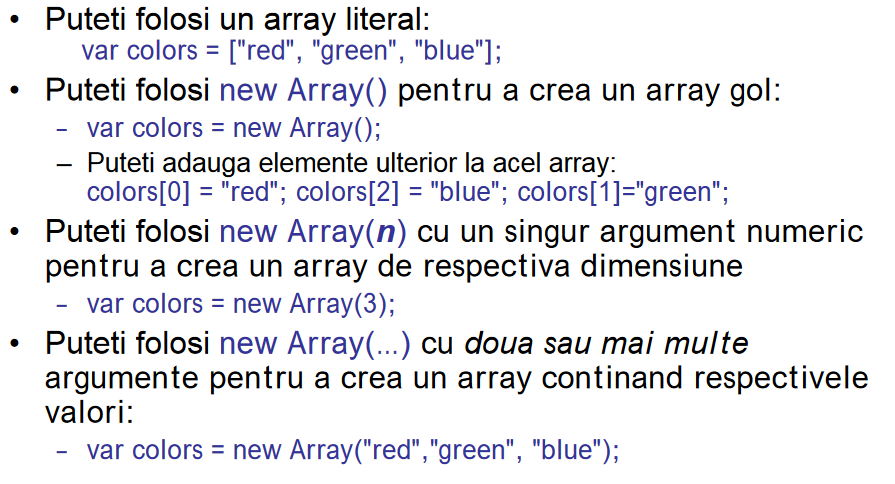 • Puteti folosi un array literal:
var colors = ["red", "green", "blue"];
• Puteti folosi new Array() pentru a crea un array gol:
– var colors = new Array();
– Puteti adauga elemente ulterior la acel array:
colors[0] = "red"; colors[2] = "blue"; colors[1]="green";
• Puteti folosi new Array(n) cu un singur argument numeric
pentru a crea un array de respectiva dimensiune
– var colors = new Array(3);
• Puteti folosi new Array(...) cu doua sau mai multe
argumente pentru a crea un array continand respectivele
valori:
– var colors = new Array("red","green", "blue");